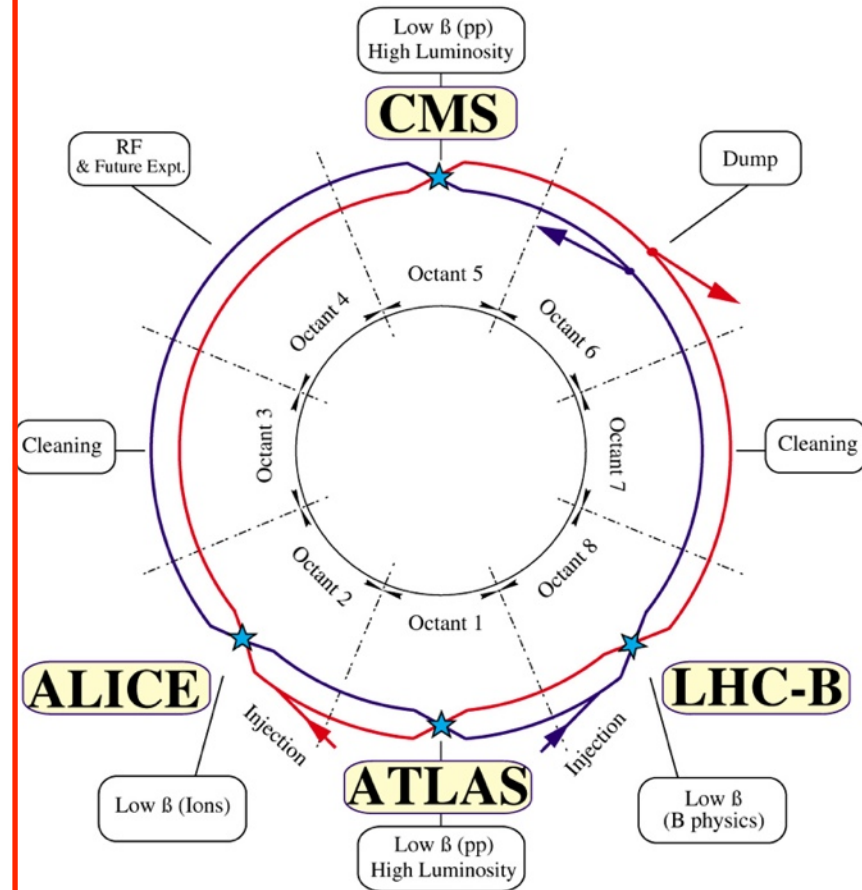 Low ß (pp)
High Luminosity
CMS
RF
& Future Expt.
Dump
Octant 5
Octant 4
Octant 6
Cleaning
Octant 3
Octant 7
Cleaning
Octant 2
Octant 8
Octant 1
ALICE
LHC-B
Injection
Injection
ATLAS
Low ß (Ions)
Low ß
(B physics)
Low ß (pp)
High Luminosity